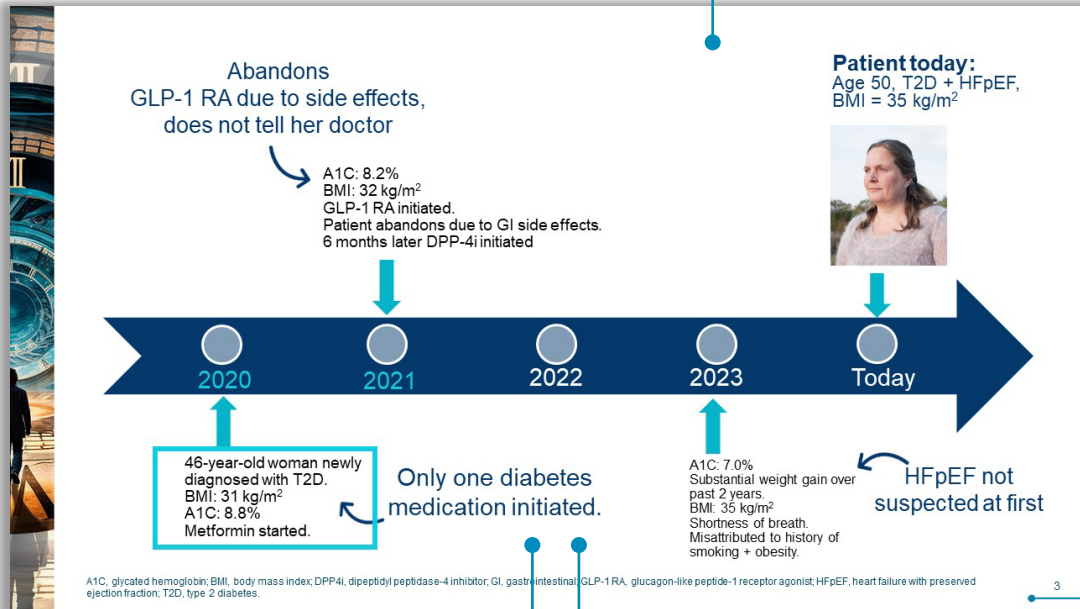 Abandons
GLP-1 RA due to side effects,
does not tell her doctor
Patient today:
Age 50, T2D + HFpEF,
BMI = 35 kg/m²
A1C: 8.2%
BMI: 32 kg/m²
GLP-1 RA initiated.
Patient abandons due to GI side effects.
6 months later DPP-4i initiated
2020
2021
2022
2023
Today
46-year-old woman newly
diagnosed with T2D.
BMI: 31 kg/m²
A1C: 8.8%
Metformin started.
Only one diabetes
medication initiated.
A1C: 7.0%
Substantial weight gain over
past 2 years.
BMI: 35 kg/m²
Shortness of breath.
Misattributed to history of
smoking + obesity.
HFpEF not
suspected at first
A1C, glycated hemoglobin; BMI, body mass index; DPP4i, dipeptidyl peptidase-4 inhibitor; GI, gastrointestinal; GLP-1 RA, glucagon-like peptide-1 receptor agonist; HFpEF, heart failure with preserved
ejection fraction; T2D, type 2 diabetes.
3